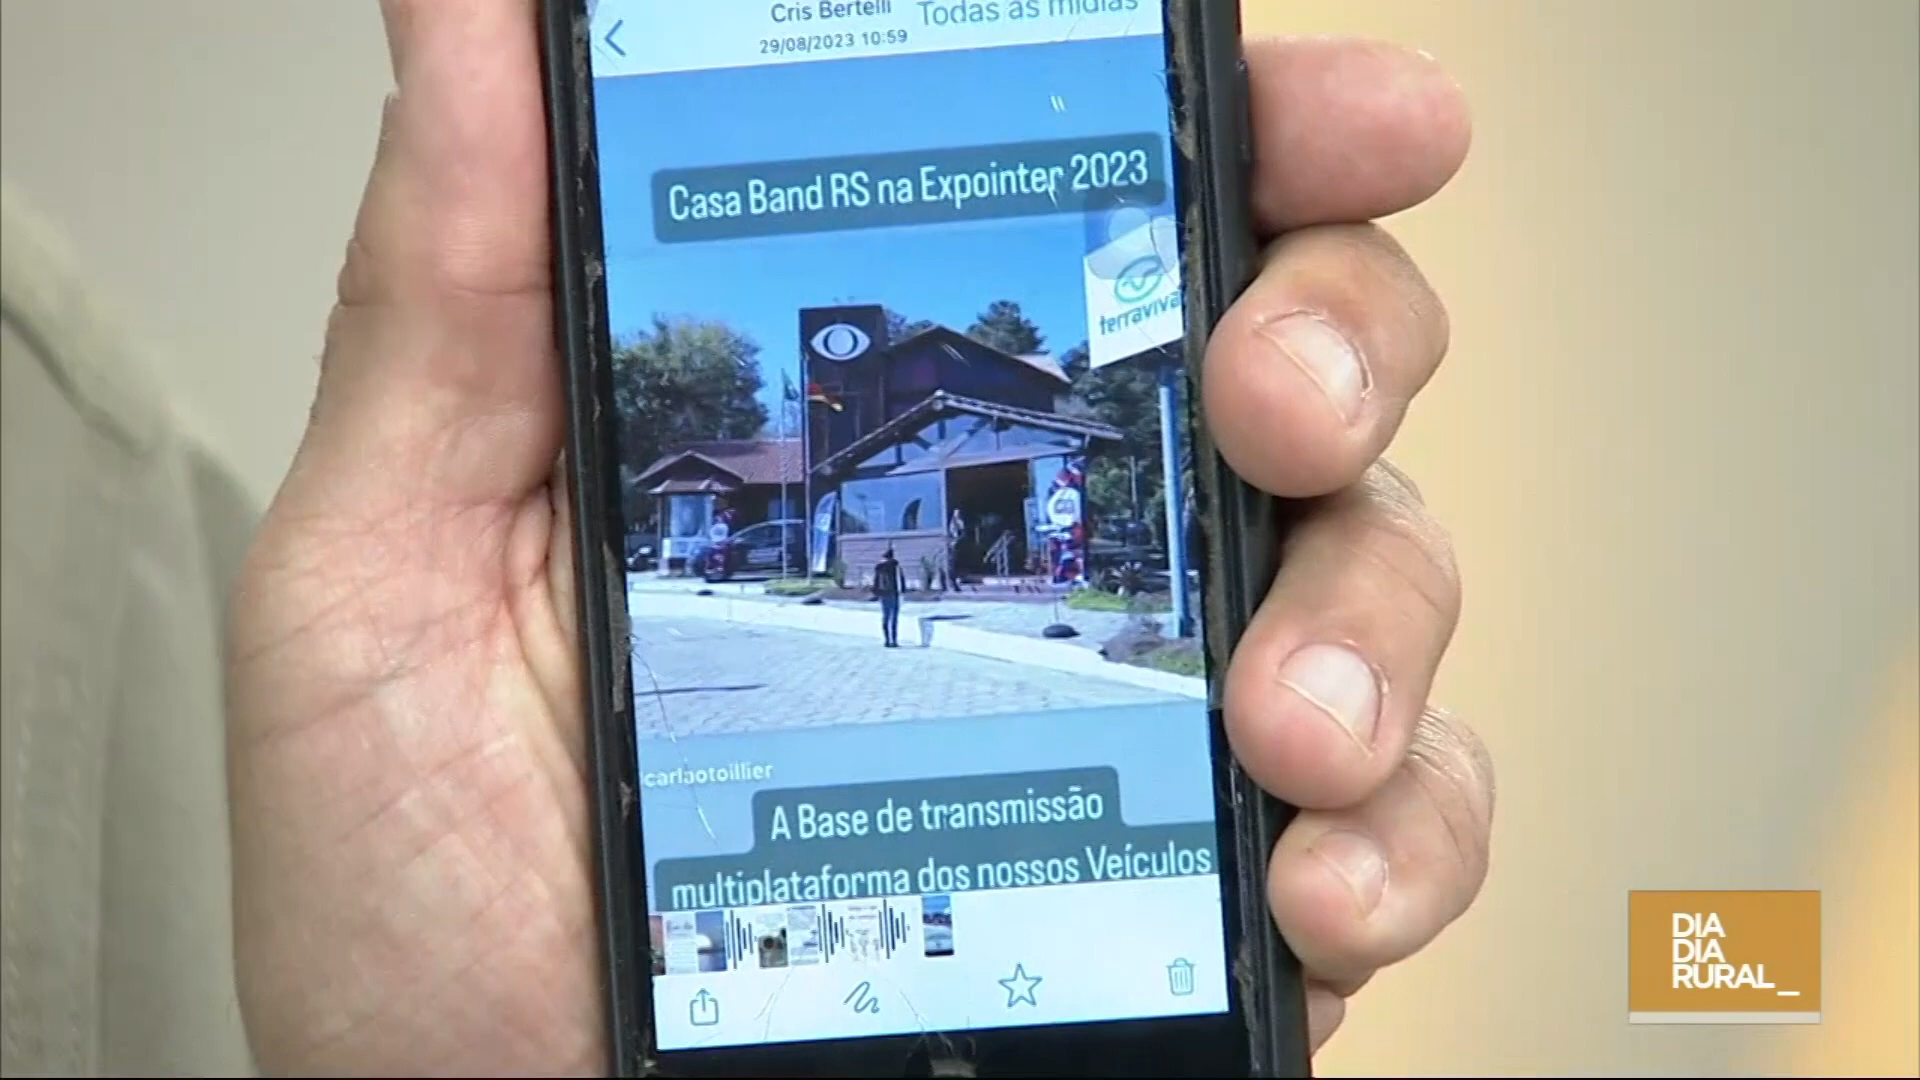 Cris Bertelli
Todas as mídias
29/08/2023 10:59
Casa Band RS na Expointer 2023
terraviva
carlaotoillier
A Base de transmissão
multiplataforma dos nossos Veículos
DIA
DIA
RURAL_